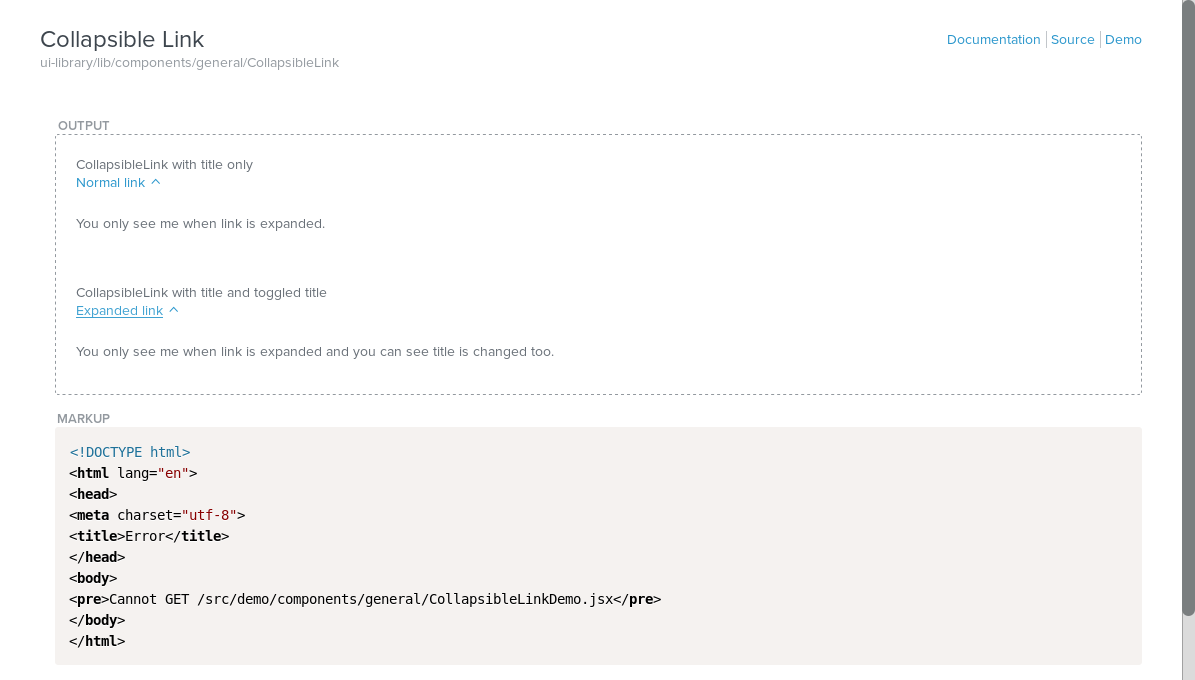 Collapsible Link
Documentation Source Demo
ui-library/lib/components/general/CollapsibleLink
OUTPUT
CollapsibleLink with title only
Normal link
You only see me when link is expanded.
CollapsibleLink with title and toggled title
Expanded link
You only see me when link is expanded and you can see title is changed too.
MARKUP
<!DOCTYPE html>
<html lang="en">
<head>
<meta charset="utf-8">
<title>Error</title>
</head>
<body>
<pre>Cannot GET /src/demo/components/general/CollapsibleLinkDemo.jsx</pre>
</body>
</html>